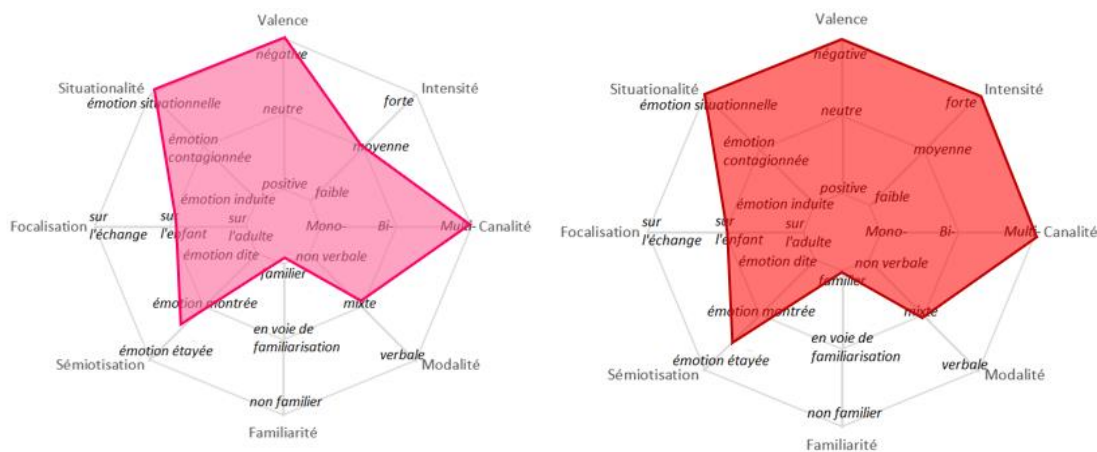 Valence
négative
Situationalité
Intensité
émotion situationnelle
forte
neutre
émotion
contagionnée
moyenne
positive
faible
émotion induite
Focalisation
sur
l'échange
sur
l'enfant
sur
l'adulte
Mono-
Bi-
Multi-
Canalité
émotion dite
non verbale
familier
émotion montrée
mixte
en voie de
familiarisation
émotion étayée
verbale
Sémiotisation
Modalité
non familier
Familiarité
Valence
négative
Situationalité
Intensité
émotion situationnelle
forte
neutre
émotion
contagionnée
moyenne
positive
faible
émotion induite
Focalisation
sur
l'échange
sur
l'enfant
sur
l'adulte
Mono-
Bi-
Multi-
Canalité
émotion dite
non verbale
familier
émotion montrée
mixte
en voie de
familiarisation
émotion étayée
verbale
Sémiotisation
Modalité
non familier
Familiarité